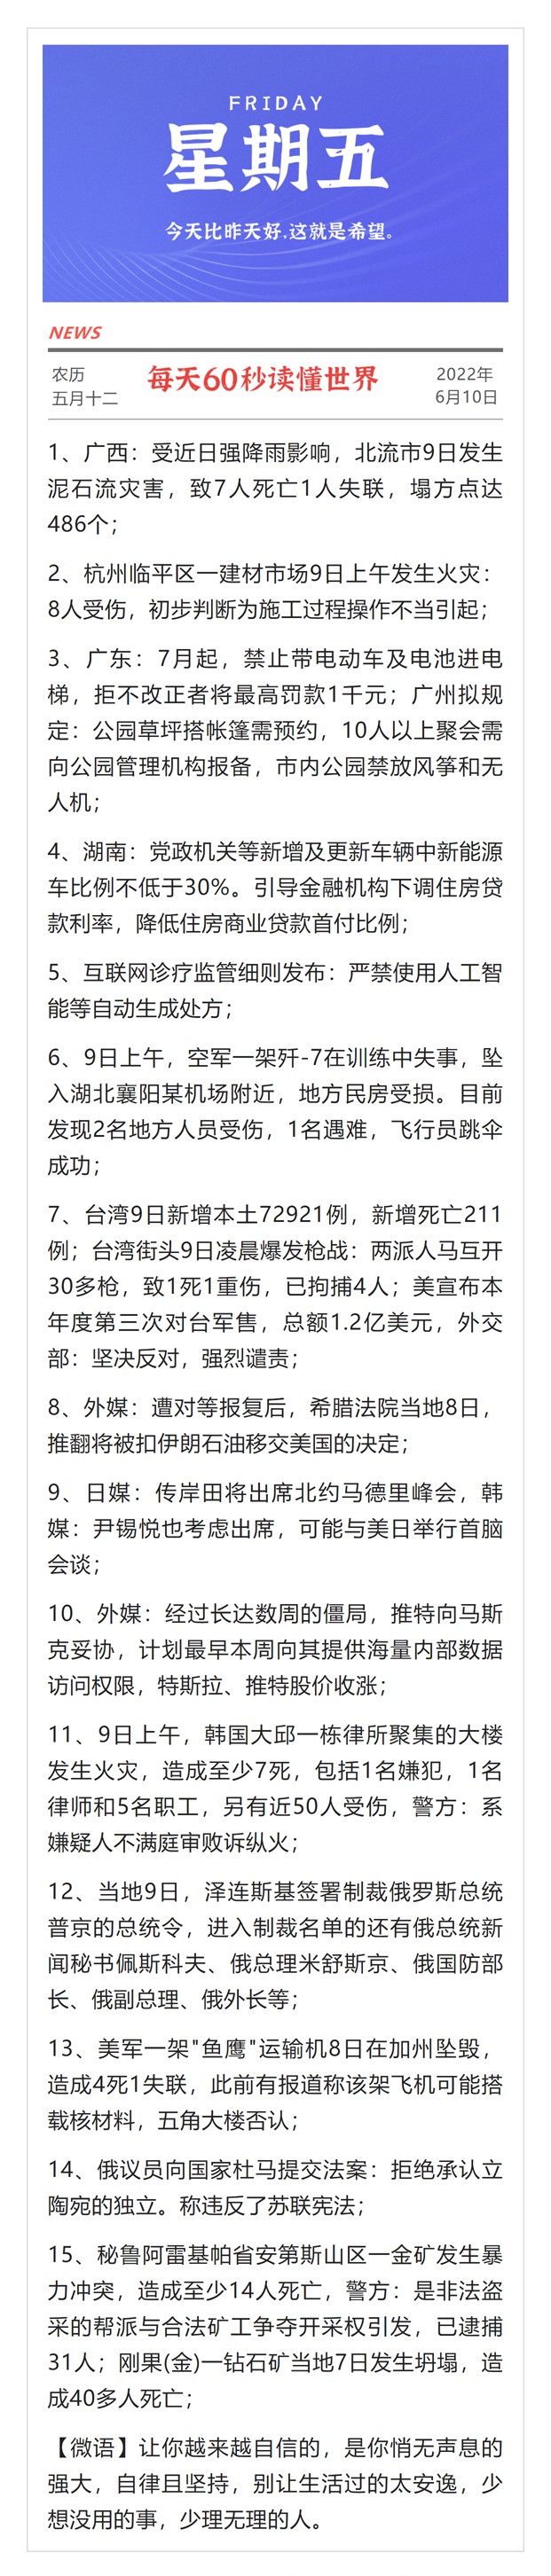 FRIDAY
星期五
今天比昨天好,这就是希望。
NEWS
农历
五月十二
每天60秒读懂世界
2022年
6月10日
1、广西：受近日强降雨影响，北流市9日发生
泥石流灾害，致7人死亡1人失联，塌方点达
486个；
2、杭州临平区一建材市场9日上午发生火灾：
8人受伤，初步判断为施工过程操作不当引起；
3、广东：7月起，禁止带电动车及电池进电
梯，拒不改正者将最高罚款1千元；广州拟规
定：公园草坪搭帐篷需预约，10人以上聚会需
向公园管理机构报备，市内公园禁放风筝和无
人机；
4、湖南：党政机关等新增及更新车辆中新能源
车比例不低于30%。引导金融机构下调住房贷
款利率，降低住房商业贷款首付比例；
5、互联网诊疗监管细则发布：严禁使用人工智
能等自动生成处方；
6、9日上午，空军一架歼-7在训练中失事，坠
入湖北襄阳某机场附近，地方民房受损。目前
发现2名地方人员受伤，1名遇难，飞行员跳伞
成功；
7、台湾9日新增本土72921例，新增死亡211
例；台湾街头9日凌晨爆发枪战：两派人马互开
30多枪，致1死1重伤，已拘捕4人；美宣布本
年度第三次对台军售，总额1.2亿美元，外交
部：坚决反对，强烈谴责；
8、外媒：遭对等报复后，希腊法院当地8日，
推翻将被扣伊朗石油移交美国的决定；
9、日媒：传岸田将出席北约马德里峰会，韩
媒：尹锡悦也考虑出席，可能与美日举行首脑
会谈；
10、外媒：经过长达数周的僵局，推特向马斯
克妥协，计划最早本周向其提供海量内部数据
访问权限，特斯拉、推特股价收涨；
11、9日上午，韩国大邱一栋律所聚集的大楼
发生火灾，造成至少7死，包括1名嫌犯，1名
律师和5名职工，另有近50人受伤，警方：系
嫌疑人不满庭审败诉纵火；
12、当地9日，泽连斯基签署制裁俄罗斯总统
普京的总统令，进入制裁名单的还有俄总统新
闻秘书佩斯科夫、俄总理米舒斯京、俄国防部
长、俄副总理、俄外长等；
13、美军一架"鱼鹰"运输机8日在加州坠毁，
造成4死1失联，此前有报道称该架飞机可能搭
载核材料，五角大楼否认；
14、俄议员向国家杜马提交法案：拒绝承认立
陶宛的独立。称违反了苏联宪法；
15、秘鲁阿雷基帕省安第斯山区一金矿发生暴
力冲突，造成至少14人死亡，警方：是非法盗
采的帮派与合法矿工争夺开采权引发，已逮捕
31人；刚果(金)一钻石矿当地7日发生坍塌，造
成40多人死亡；
【微语】让你越来越自信的，是你悄无声息的
强大，自律且坚持，别让生活过的太安逸，少
想没用的事，少理无理的人。